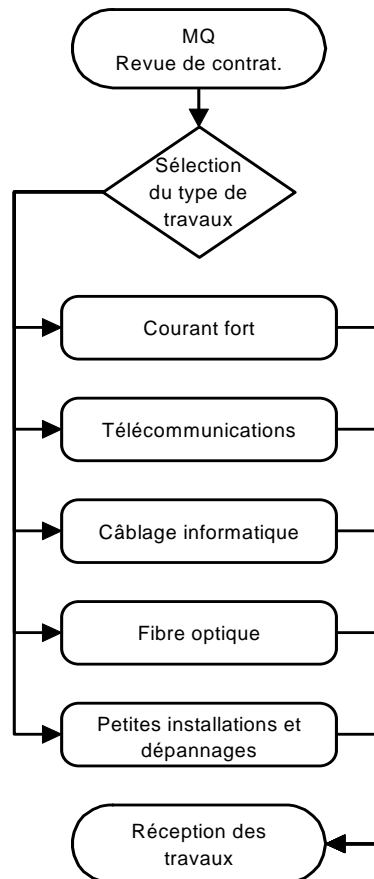 MQ
Revue de contrat.
Sélection
du type de
travaux
Courant fort
Télécommunications
Câblage informatique
Fibre optique
Petites installations et
dépannages
Réception des
travaux